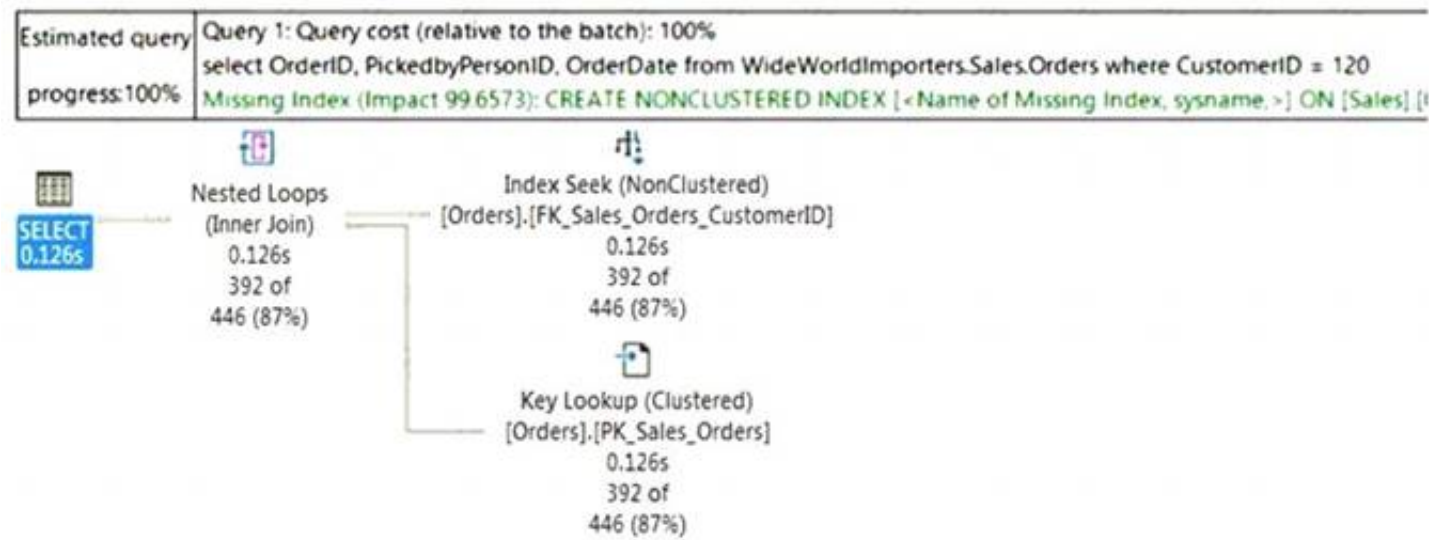 Estimated query
progress:100%
Query 1: Query cost (relative to the batch): 100%
select OrderID, PickedbyPersonID, OrderDate from WideWorldImporters.Sales.Orders where CustomerID = 120
Missing Index (Impact 99.6573): CREATE NONCLUSTERED INDEX [<Name of Missing Index, sysname,>] ON [Sales]
SELECT
0.126s
Nested Loops
(Inner Join)
0.126s
392 of
446 (87%)
Index Seek (NonClustered)
[Orders].[FK_Sales_Orders_CustomerID]
0.126s
392 of
446 (87%)
Key Lookup (Clustered)
[Orders].[PK_Sales_Orders]
0.126s
392 of
446 (87%)